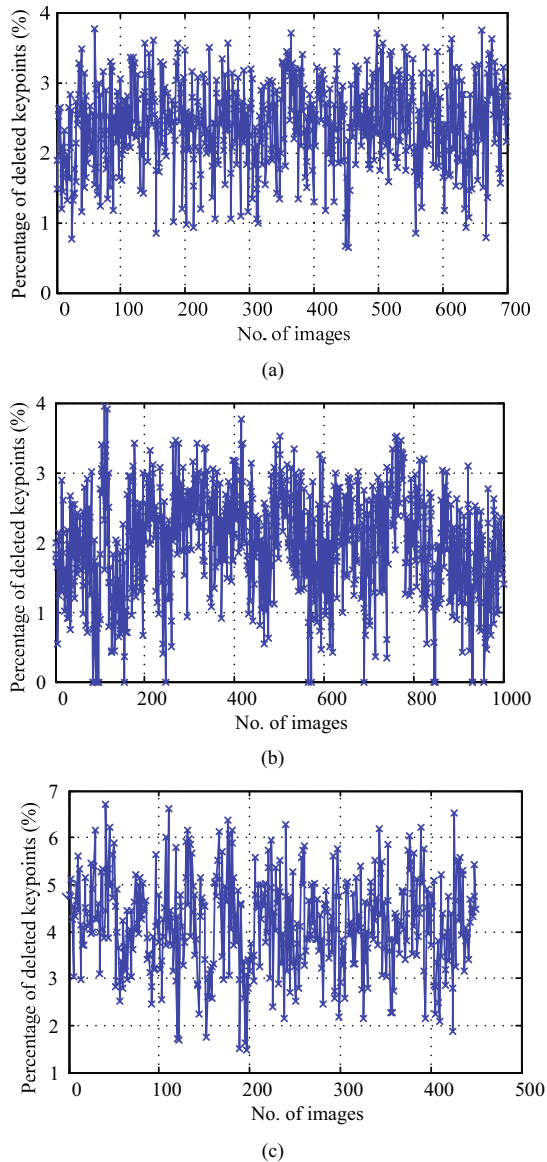 Percentage of deleted keypoints (%)
4
3
2
1
0
0 100 200 300 400 500 600 700
No. of images
(a)
Percentage of deleted keypoints (%)
4
3
2
1
0
0 200 400 600 800 1000
No. of images
(b)
Percentage of deleted keypoints (%)
7
6
5
4
3
2
1
0 100 200 300 400 500
No. of images
(c)